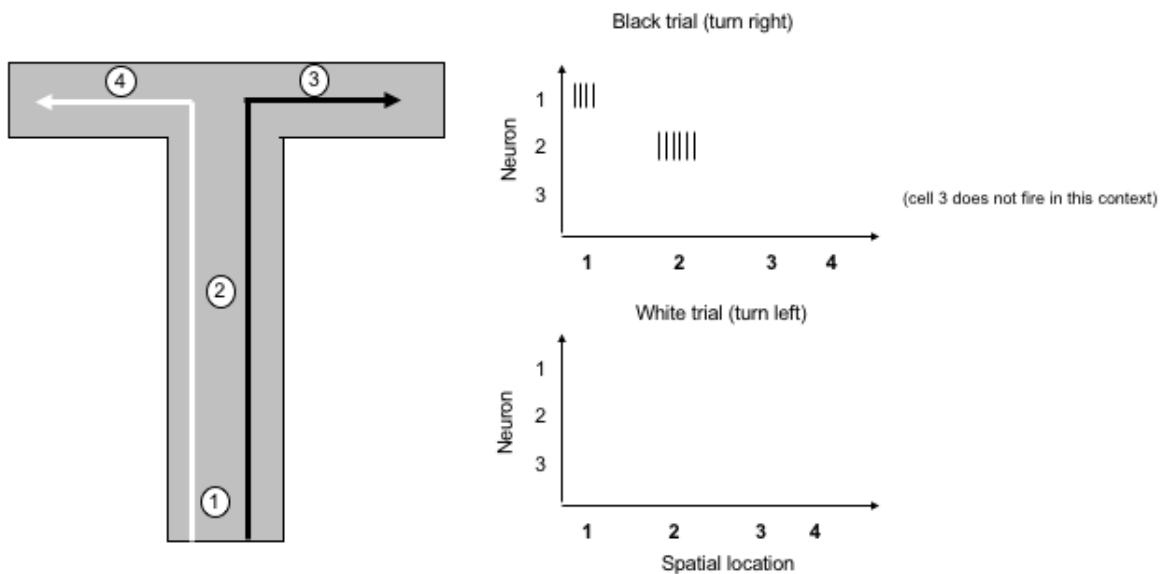 4
3
2
1
Black trial (turn right)
Neuron
1
2
3
(cell 3 does not fire in this context)
1 2 3 4
White trial (turn left)
Neuron
1
2
3
1 2 3 4
Spatial location